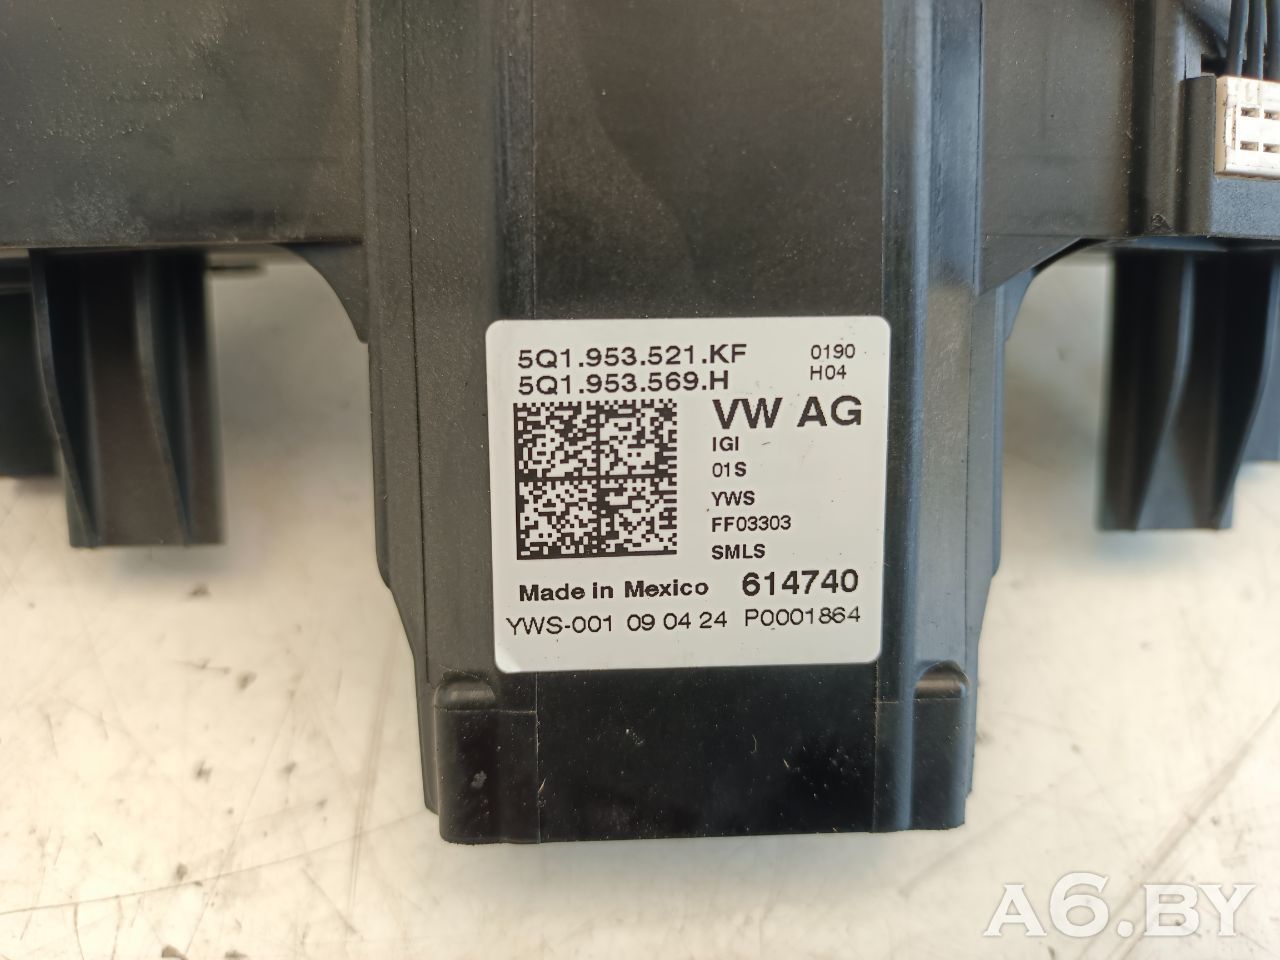 5Q1.953.521.KF 0190
5Q1.953.569.H H04
VW AG
IGI
01S
YWS
FF03303
SMLS
Made in Mexico 614740
YWS-001 09 04 24 P0001864
A6.BY